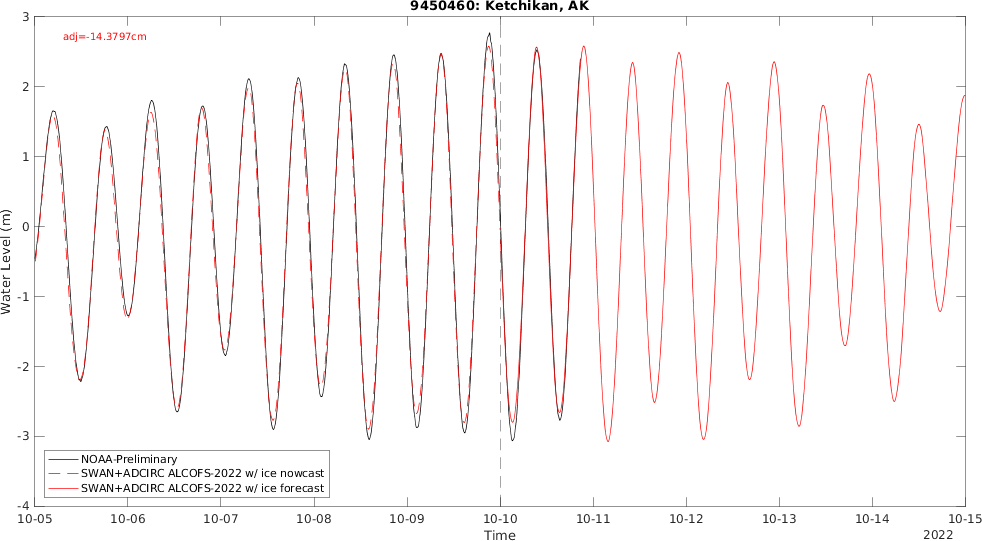 9450460: Ketchikan, AK
adj=-14.3797cm
3
2
1
0
-1
-2
-3
-4
Water Level (m)
NOAA-Preliminary
SWAN+ADCIRC ALCOFS-2022 w/ ice nowcast
SWAN+ADCIRC ALCOFS-2022 w/ ice forecast
10-05 10-06 10-07 10-08 10-09 10-10 10-11 10-12 10-13 10-14 10-15
Time
2022